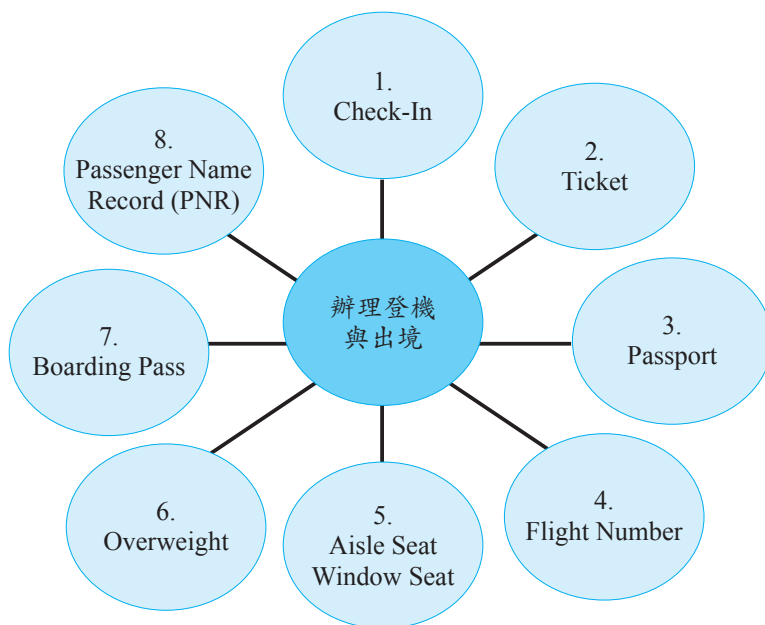 辦理登機
與出境
1.
Check-In
2.
Ticket
3.
Passport
4.
Flight Number
5.
Aisle Seat
Window Seat
6.
Overweight
7.
Boarding Pass
8.
Passenger Name
Record (PNR)